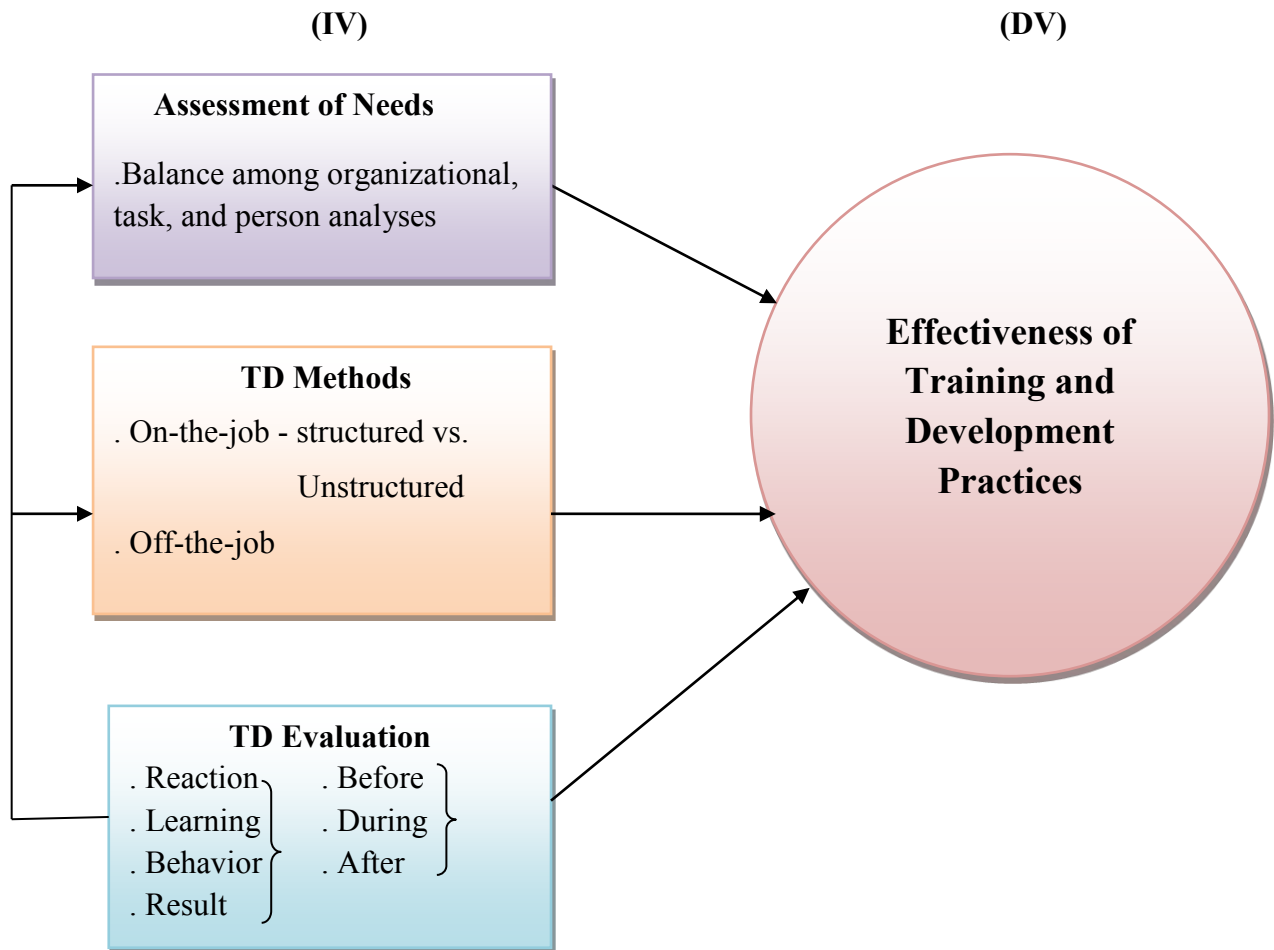 (IV)
(DV)
Assessment of Needs
.Balance among organizational,
task, and person analyses
TD Methods
. On-the-job - structured vs.
Unstructured
. Off-the-job
TD Evaluation
. Reaction
. Learning
. Behavior
. Result
. Before
. During
. After
Effectiveness of
Training and
Development
Practices